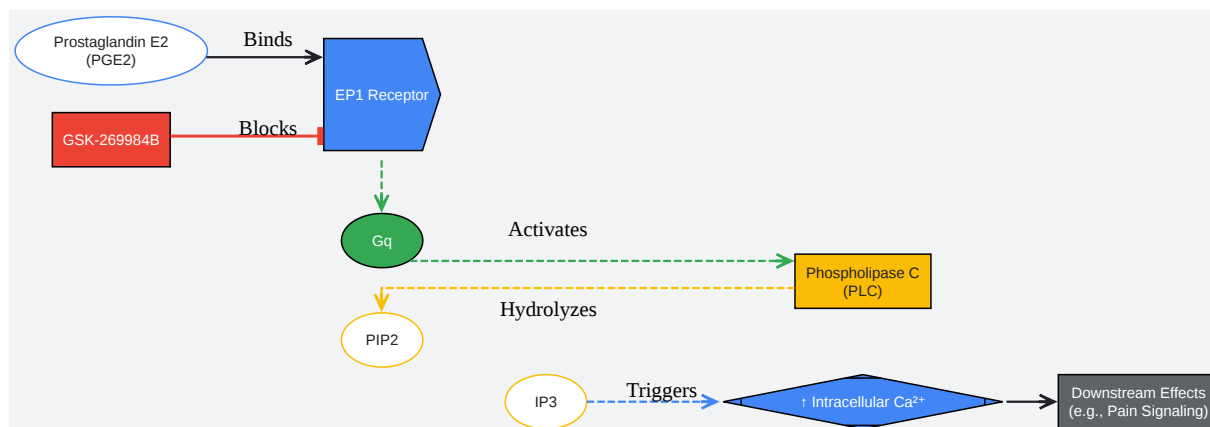 Prostaglandin E2
(PGE2)
Binds
EP1 Receptor
GSK-269984B
Blocks
Gq
Activates
Phospholipase C
(PLC)
Hydrolyzes
PIP2
IP3
Triggers
↑ Intracellular Ca²⁺
Downstream Effects
(e.g., Pain Signaling)